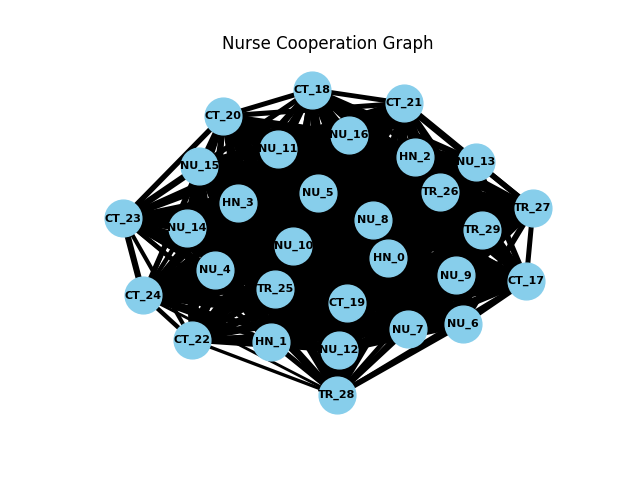 Nurse Cooperation Graph
CT_18
CT_21
CT_20
NU_16
NU_11
HN_2
NU_13
NU_15
TR_26
NU_5
HN_3
TR_27
CT_23
NU_8
NU_14
TR_29
NU_10
HN_0
NU_4
NU_9
CT_17
TR_25
CT_24
CT_19
NU_6
NU_7
CT_22
HN_1
NU_12
TR_28